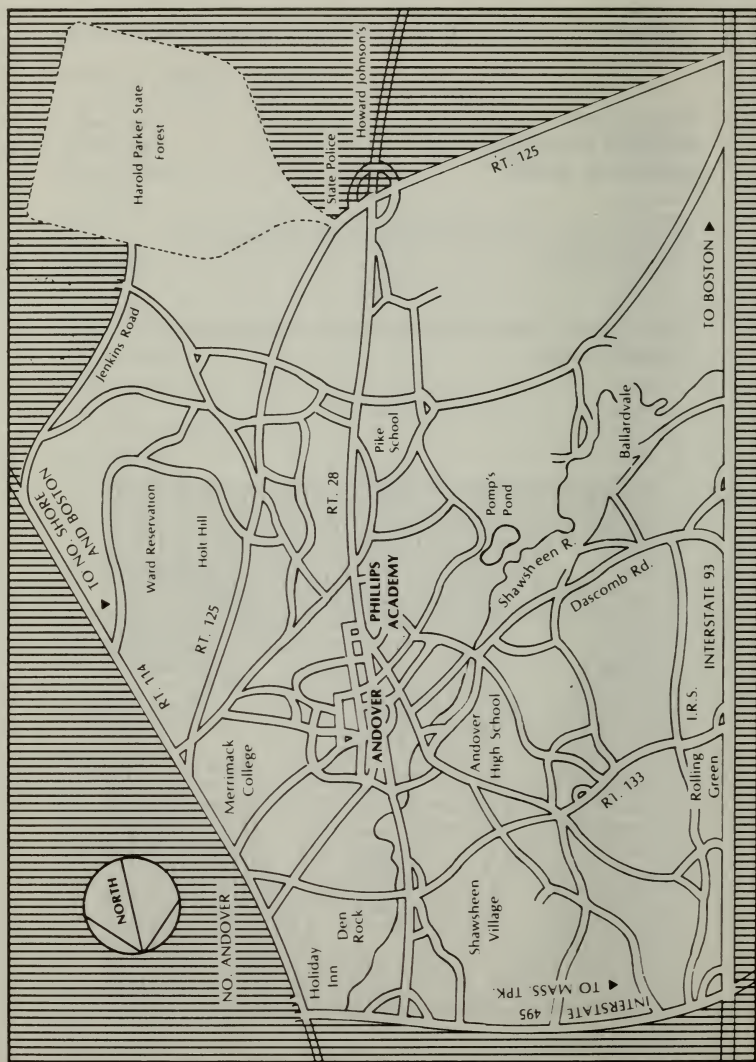 Harold Parker State
Forest
State Police
Howard Johnson's
RT. 125
TO BOSTON
Jenkins Road
TO NO. SHORE
AND BOSTON
Ward Reservation
Holt Hill
RT. 125
RT. 114
RT. 28
Pike
School
Pomp's
Pond
Ballardvale
Shawsheen R.
Dascomb Rd.
INTERSTATE 93
I.R.S.
PHILLIPS
ACADEMY
ANDOVER
Merrimack
College
Andover
High School
RT. 133
Rolling
Green
NORTH
NO. ANDOVER
Holiday
Inn
Den
Rock
Shawsheen
Village
INTERSTATE
495
TO MASS. TPK.